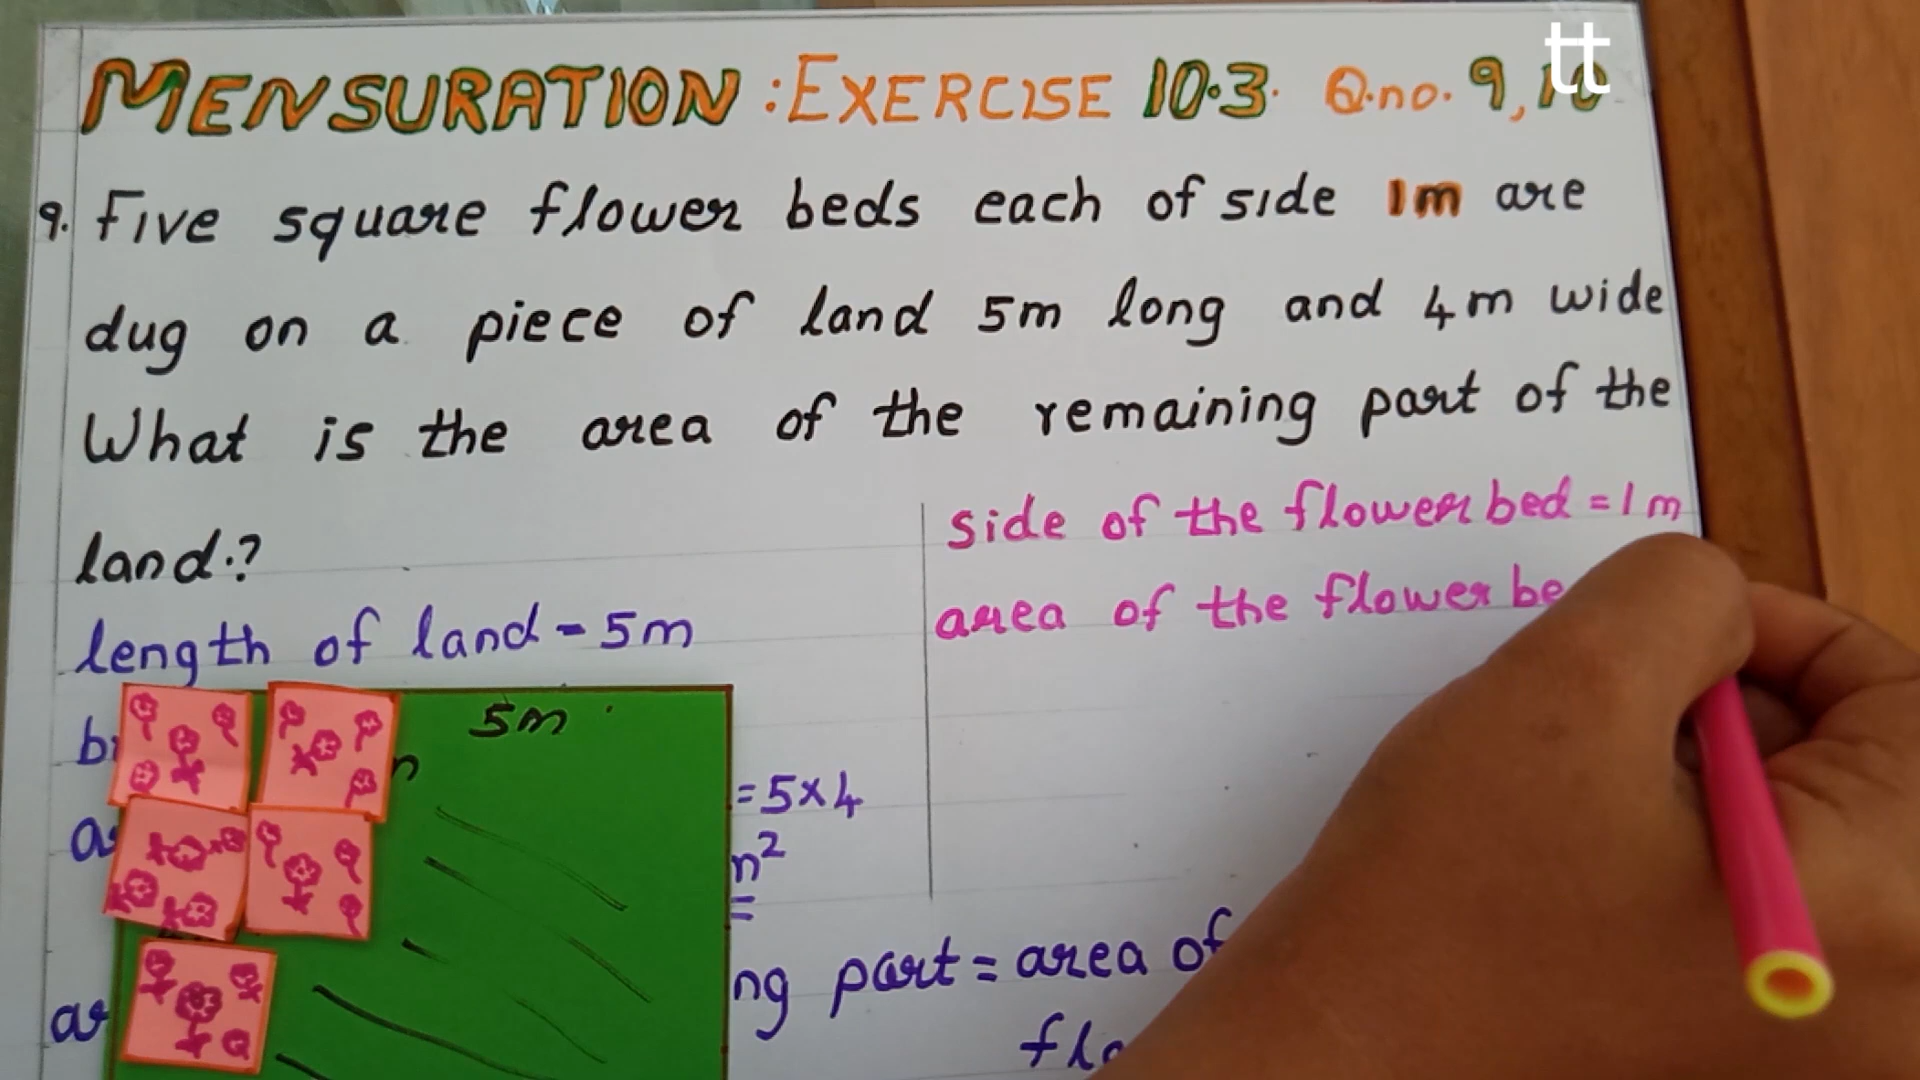 MENSURATION : EXERCISE 10.3. Q.no. 9, 10
tt
9. Five square flower beds each of side 1m are
dug on a piece of land 5m long and 4m wide
What is the area of the remaining part of the
land.?
length of land = 5m
5m
= 5 × 4
=
ng part = area of
side of the flower bed = 1m
area of the flower be